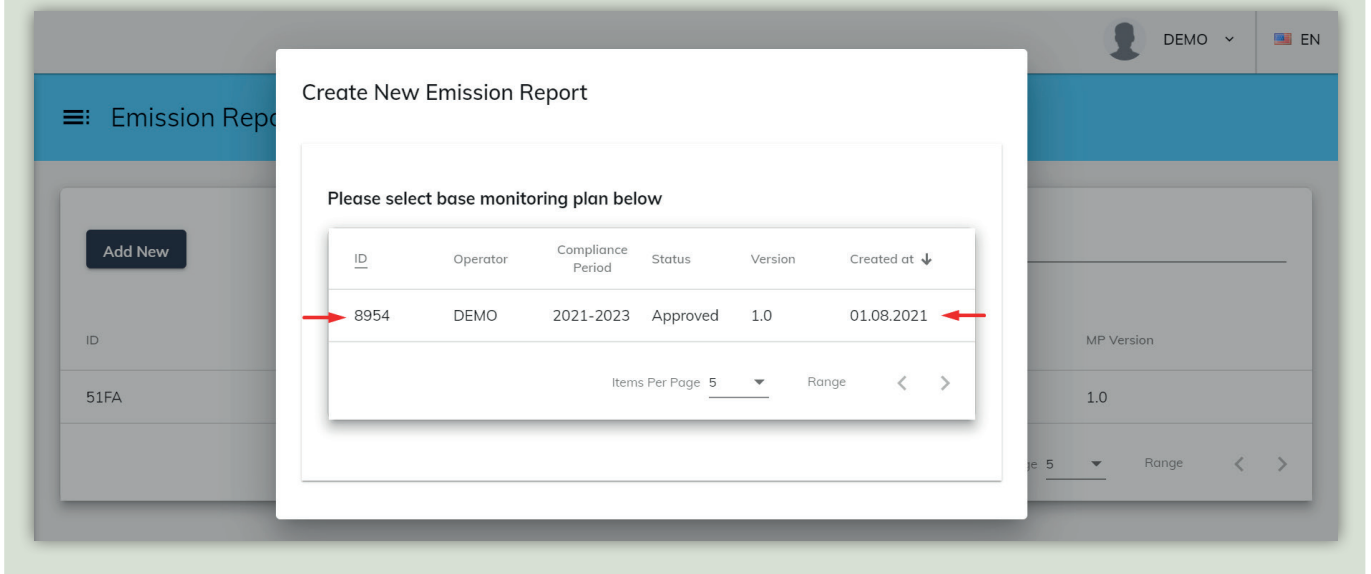 DEMO
EN
Emission Repo
Create New Emission Report
Please select base monitoring plan below
Add New
ID Operator Compliance Period Status Version Created at
8954 DEMO 2021-2023 Approved 1.0 01.08.2021
Items Per Page 5 Range
ID MP Version
51FA 1.0
ge 5 Range